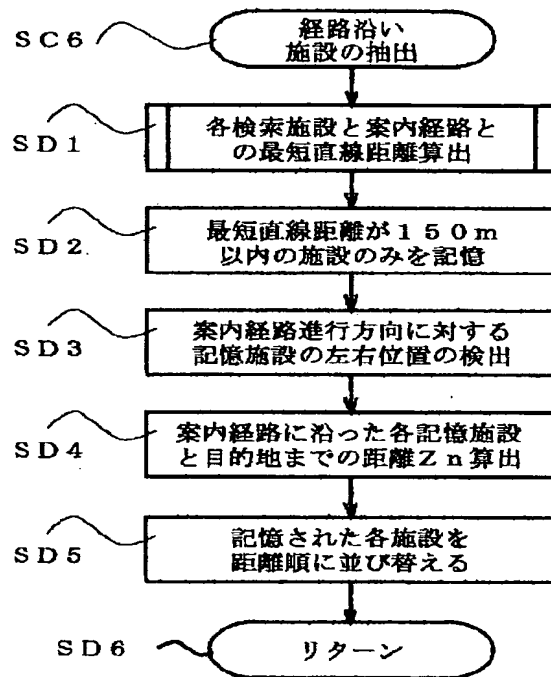 SC6
経路沿い
施設の抽出
SD1
各検索施設と案内経路と
の最短直線距離算出
SD2
最短直線距離が150m
以内の施設のみを記憶
SD3
案内経路進行方向に対する
記憶施設の左右位置の検出
SD4
案内経路に沿った各記憶施設
と目的地までの距離Zn算出
SD5
記憶された各施設を
距離順に並び替える
SD6
リターン